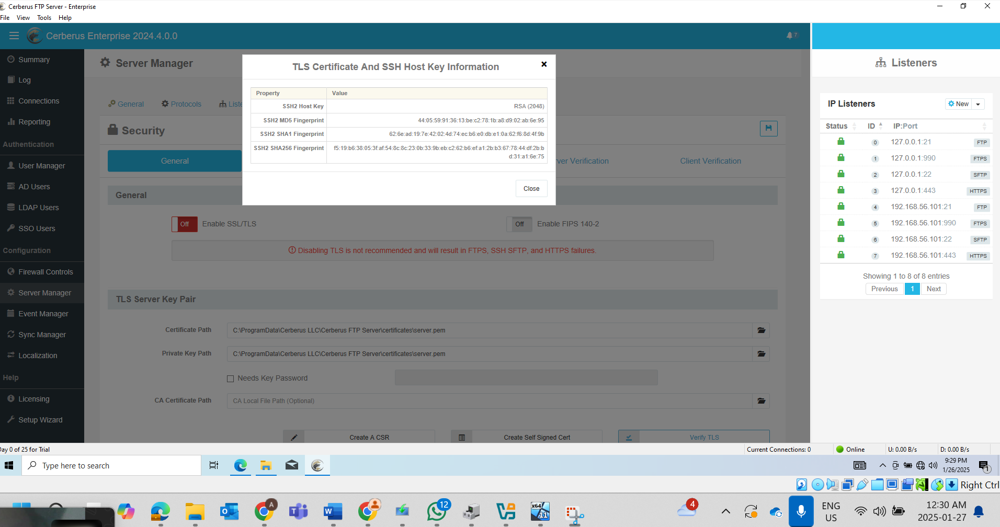 Cerberus FTP Server - Enterprise
File View Tools Help
Cerberus Enterprise 2024.4.0.0
7
Summary
Log
Connections
Reporting
Authentication
User Manager
AD Users
LDAP Users
SSO Users
Configuration
Firewall Controls
Server Manager
Event Manager
Sync Manager
Localization
Help
Licensing
Setup Wizard
Server Manager
General Protocols Liste
Security
General
rver Verification
Client Verification
TLS Certificate And SSH Host Key Information
Property Value
SSH2 Host Key RSA (2048)
SSH2 MD5 Fingerprint 44:05:59:91:36:13:be:c2:78:1b:a8:d9:02:ab:6e:95
SSH2 SHA1 Fingerprint 62:6e:ad:19:7e:42:02:4d:74:ec:b6:e0:db:e1:0a:62:f6:8d:4f:9b
SSH2 SHA256 Fingerprint f5:19:b6:38:05:3f:af:54:8c:8c:23:0b:33:9b:eb:c2:62:b6:ef:a1:2b:b3:67:78:44:df:2b:b
d:31:a1:6e:75
Close
General
Off Enable SSL/TLS
Off Enable FIPS 140-2
Disabling TLS is not recommended and will result in FTPS, SSH SFTP, and HTTPS failures.
TLS Server Key Pair
Certificate Path C:\ProgramData\Cerberus LLC\Cerberus FTP Server\certificates\server.pem
Private Key Path C:\ProgramData\Cerberus LLC\Cerberus FTP Server\certificates\server.pem
Needs Key Password
CA Certificate Path CA Local File Path (Optional)
Create A CSR Create Self Signed Cert Verify TLS
Listeners
IP Listeners New
Status ID IP:Port
0 127.0.0.1:21 FTP
1 127.0.0.1:990 FTPS
2 127.0.0.1:22 SFTP
3 127.0.0.1:443 HTTPS
4 192.168.56.101:21 FTP
5 192.168.56.101:990 FTPS
6 192.168.56.101:22 SFTP
7 192.168.56.101:443 HTTPS
Showing 1 to 8 of 8 entries
Previous 1 Next
Day 0 of 25 for Trial
Current Connections: 0 Online U: 0.00 B/s D: 0.00 B/s
Type here to search
9:29 PM
1/26/2025
1
Right Ctrl
A
12
x64
11
4
ENG
US
12:30 AM
2025-01-27